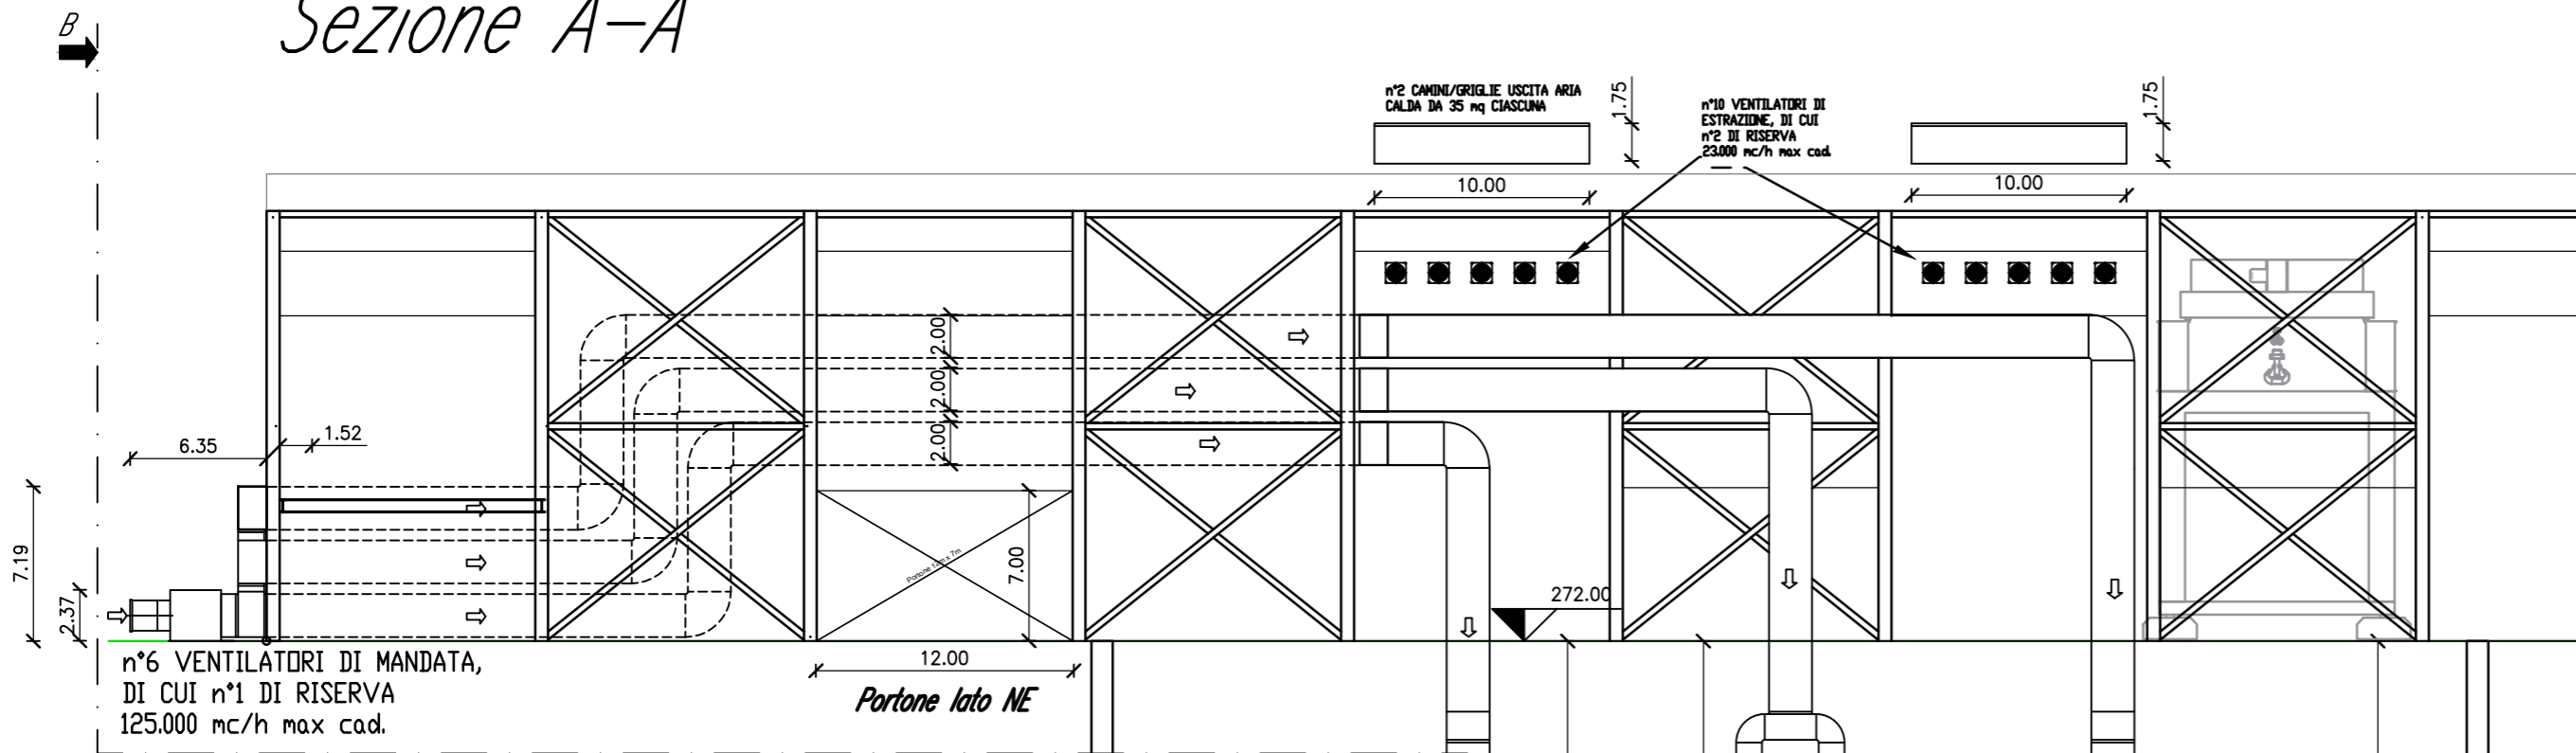 B
Sezione A-A
n°2 CAMINI/GRIGLIE USCITA ARIA
CALDA DA 35 mq CIASCUNA
1.75
n°10 VENTILATORI DI
ESTRAZIONE, DI CUI
n°2 DI RISERVA
23.000 mc/h max cad.
1.75
10.00
10.00
2.00
2.00
2.00
6.35
1.52
7.19
2.37
Portone 12m x 7m
7.00
272.00
n°6 VENTILATORI DI MANDATA,
DI CUI n°1 DI RISERVA
125.000 mc/h max cad.
12.00
Portone lato NE